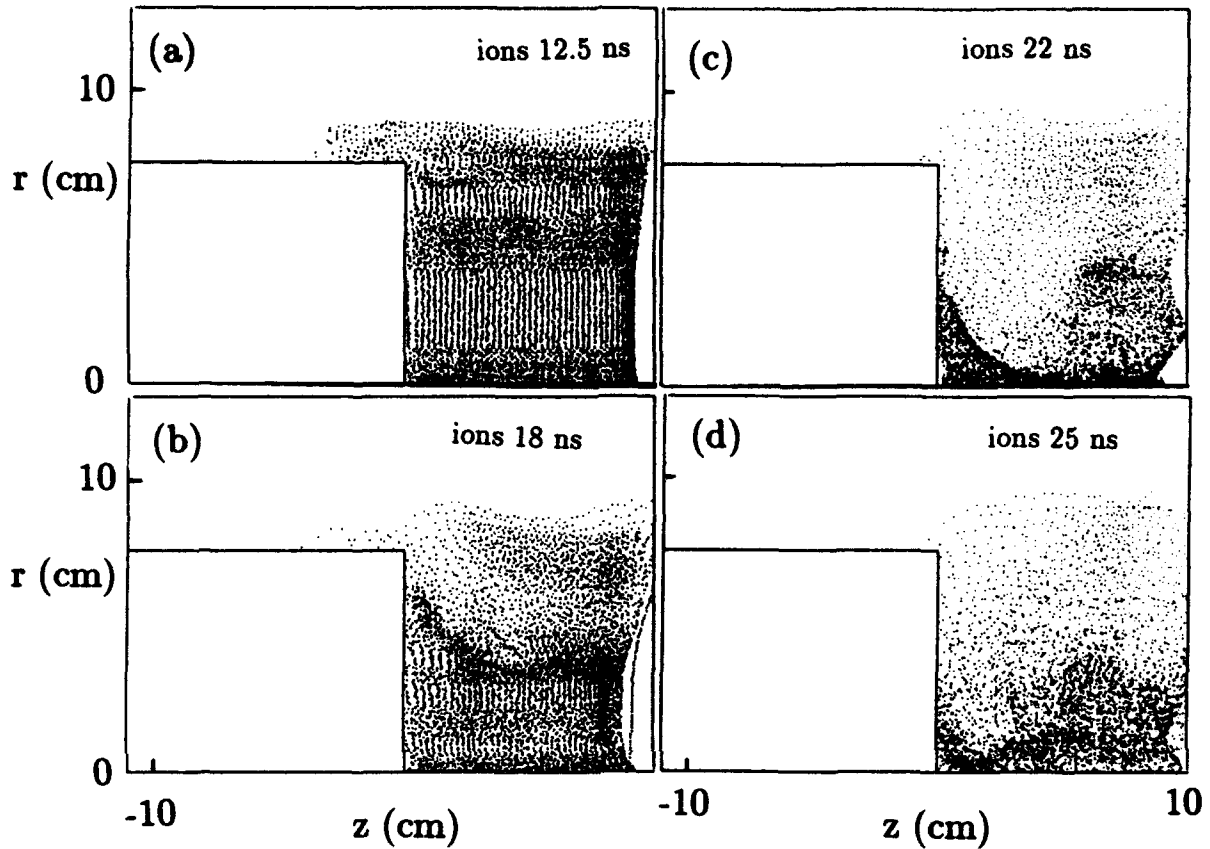 (a)
ions 12.5 ns
10
r (cm)
0
(c)
ions 22 ns
(b)
ions 18 ns
10
r (cm)
0
-10
z (cm)
(d)
ions 25 ns
-10
z (cm)
10